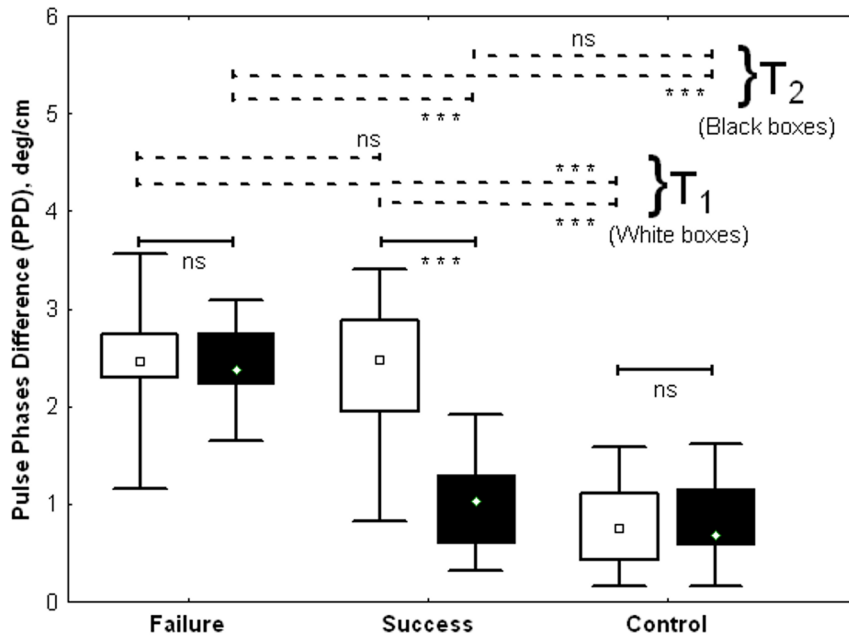 Pulse Phases Difference (PPD), deg/cm
6
5
4
3
2
1
0
ns
* * *
* * *
} T2
(Black boxes)
ns
* * *
* * *
} T1
(White boxes)
ns
* * *
ns
Failure
Success
Control